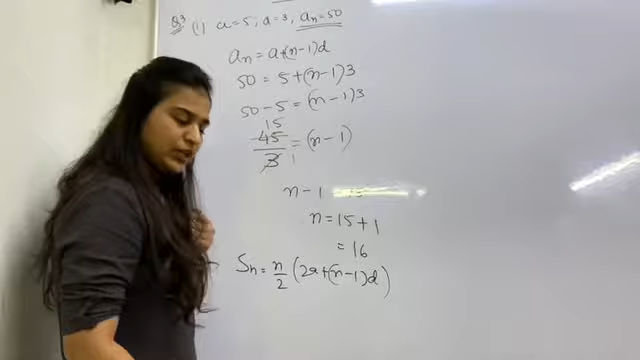 Q3 (i) a = 5; d = 3, an = 50
an = a+(n-1)d
50 = 5+(n-1)3
50-5 = (n-1)3
15
45/3 = (n-1)
1
n-1
n = 15+1
= 16
Sn = n/2 (2a+(n-1)d)